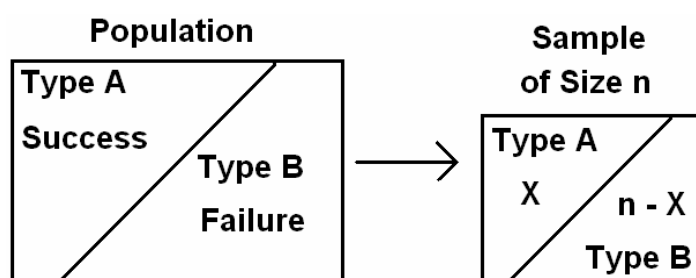 Population
Type A
Success
Type B
Failure
Sample
of Size n
Type A
X
n - X
Type B